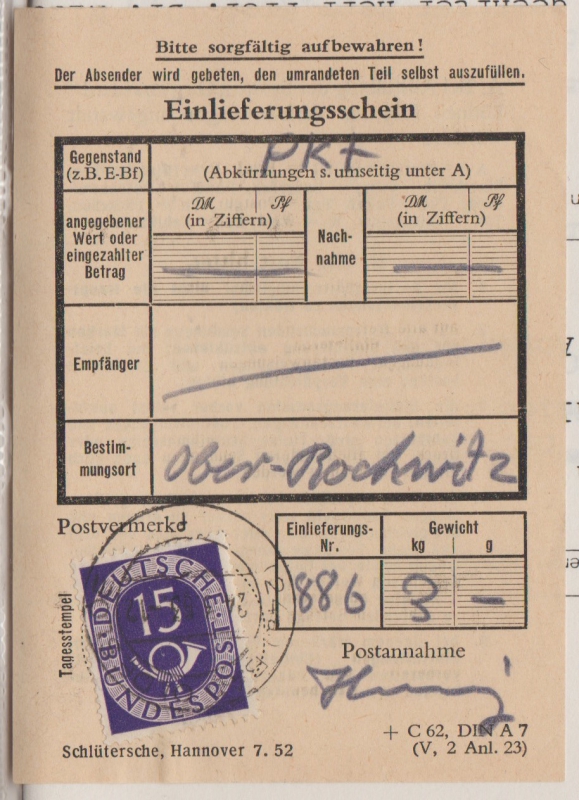 Bitte sorgfältig aufbewahren!
Der Absender wird gebeten, den umrandeten Teil selbst auszufüllen.
Einlieferungsschein
Gegenstand
(z.B. E-Bf)
Pkt
(Abkürzungen s. umseitig unter A)
angegebener
Wert oder
eingezahlter
Betrag
DM Pf
(in Ziffern)
Nach-
nahme
DM Pf
(in Ziffern)
Empfänger
Bestim-
mungsort
Ober-Rochwitz
Postvermerke
Einlieferungs-
Nr.
886
Gewicht
kg g
3 –
Tagesstempel
DEUTSCHE
BUNDESPOST
15
Postannahme
+ C 62, DIN A 7
(V, 2 Anl. 23)
Schlütersche, Hannover 7. 52